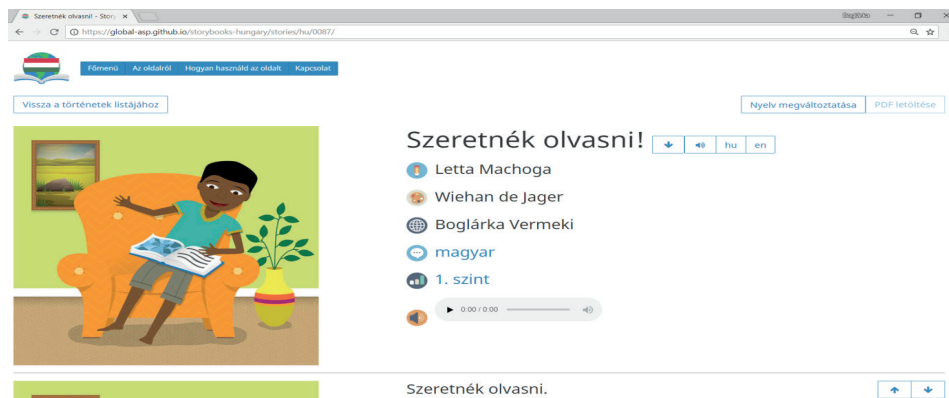 Szeretnék olvasni! - Stor
Boglárka
https://global-asp.github.io/storybooks-hungary/stories/hu/0087/
Főmenü Az oldalról Hogyan használd az oldalt Kapcsolat
Vissza a történetek listájához
Nyelv megváltoztatása PDF letöltése
Szeretnék olvasni! hu en
Letta Machoga
Wiehan de Jager
Boglárka Vermeki
magyar
1. szint
0:00 / 0:00
Szeretnék olvasni.